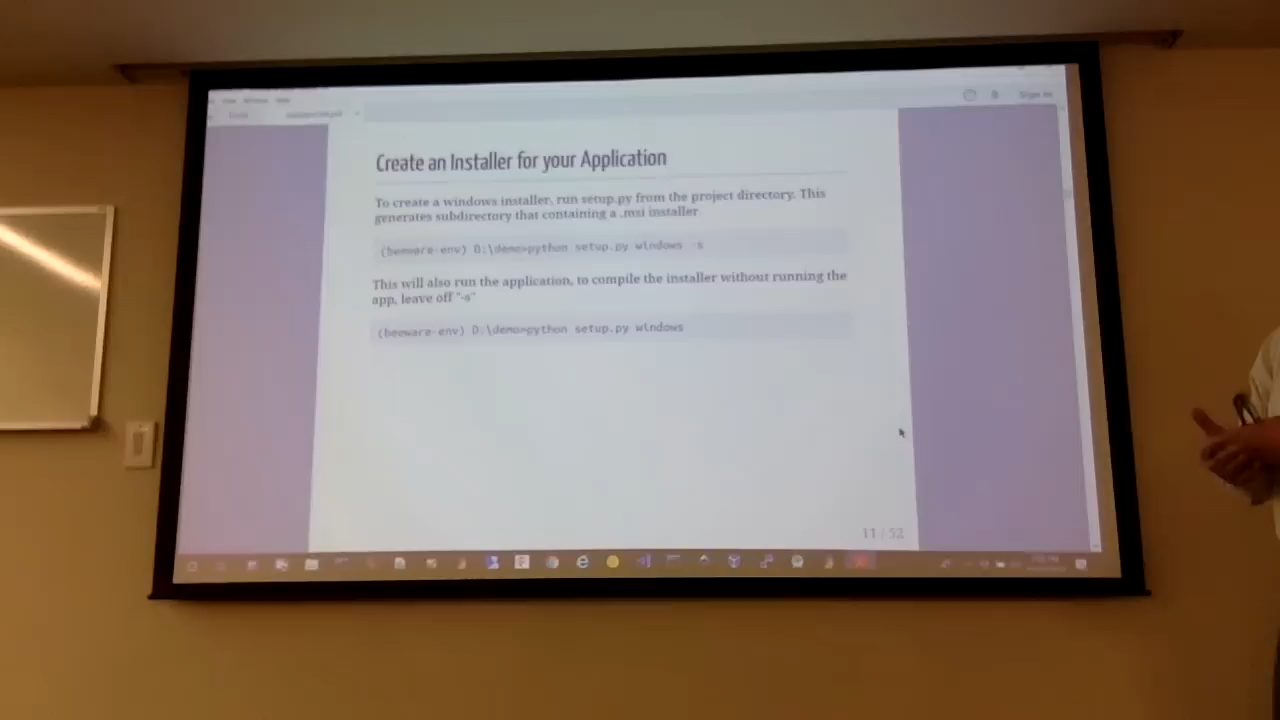 Sign In
Create an Installer for your Application
To create a windows installer, run setup.py from the project directory. This
generates subdirectory that containing a .msi installer.
(beeware-env) D:\demo>python setup.py windows -s
This will also run the application, to compile the installer without running the
app, leave off "-s"
(beeware-env) D:\demo>python setup.py windows
11 / 52